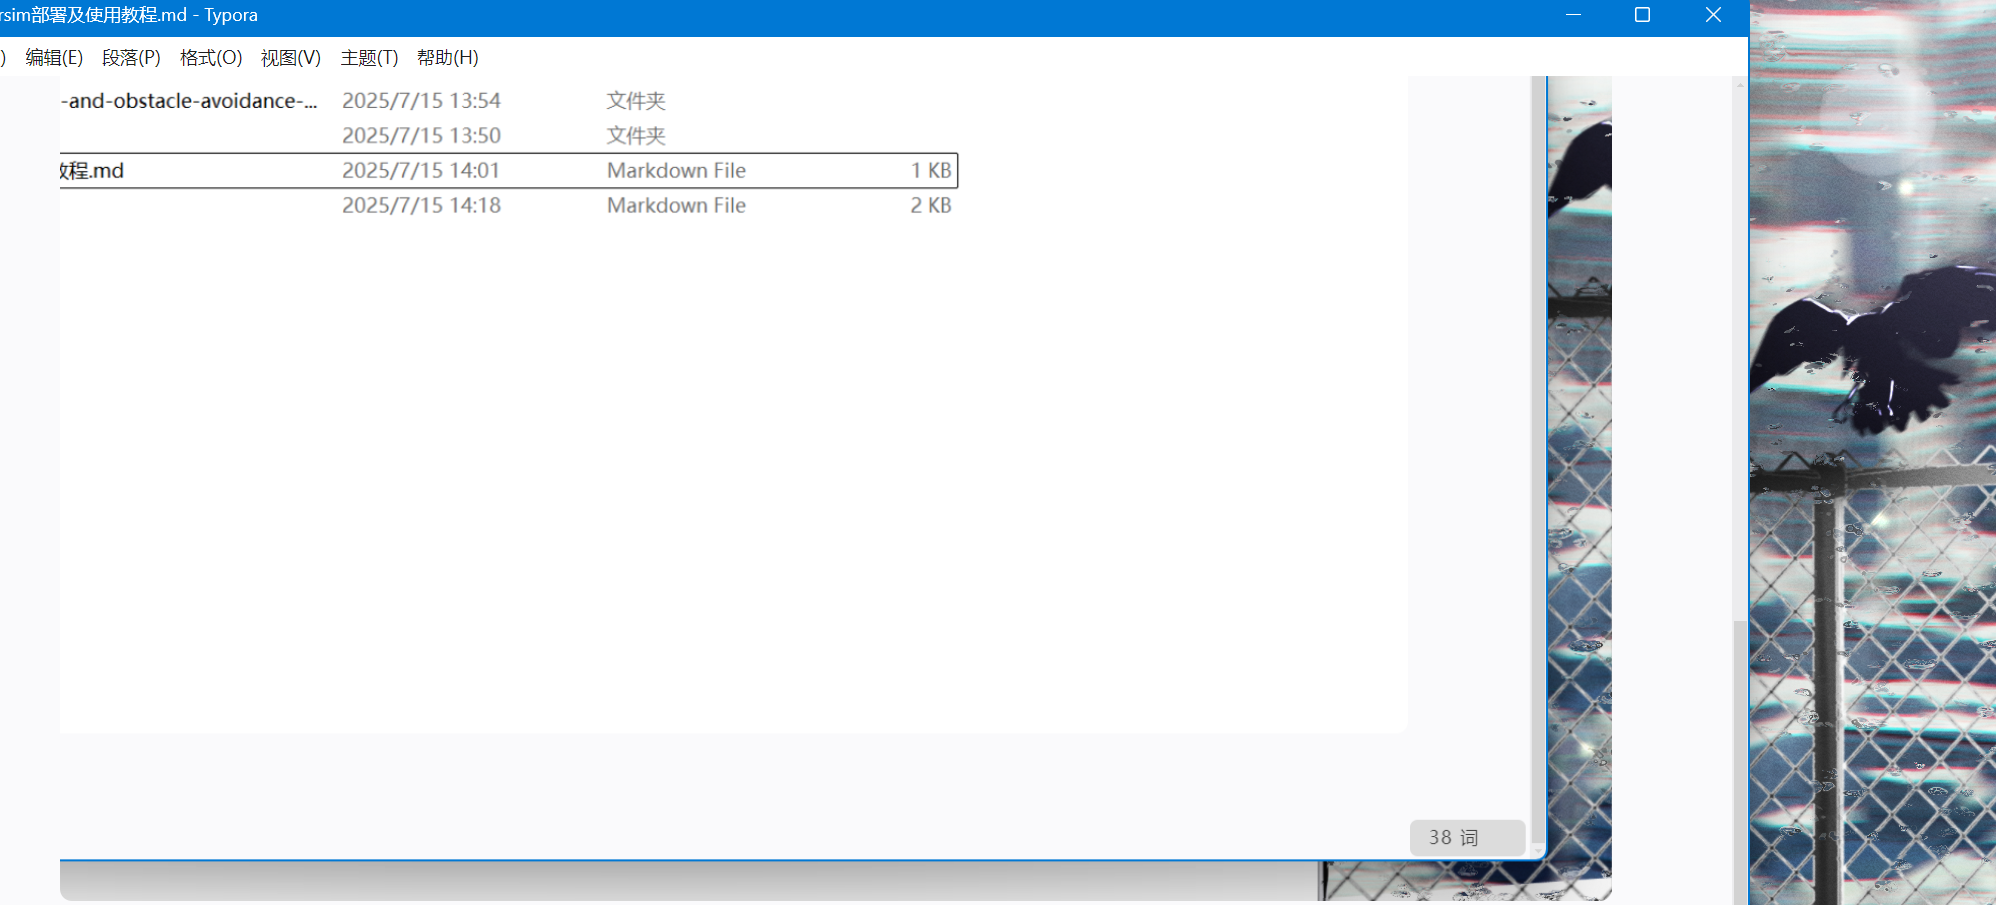 rsim部署及使用教程.md - Typora
) 编辑(E) 段落(P) 格式(O) 视图(V) 主题(T) 帮助(H)
-and-obstacle-avoidance-... 2025/7/15 13:54 文件夹
2025/7/15 13:50 文件夹
教程.md 2025/7/15 14:01 Markdown File 1 KB
2025/7/15 14:18 Markdown File 2 KB
38 词